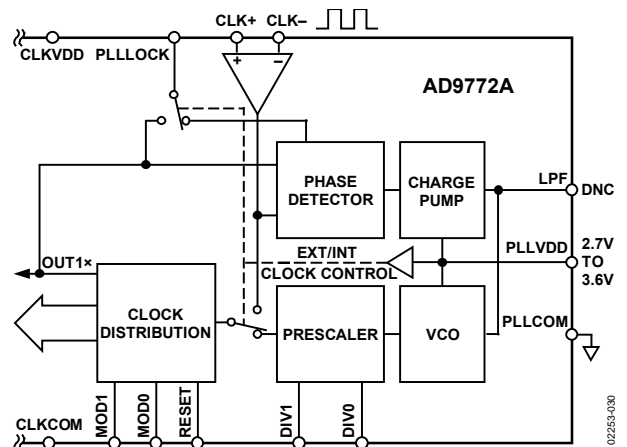 CLK+ CLK–
CLKVDD PLLLOCK
+ –
AD9772A
PHASE
DETECTOR
CHARGE
PUMP
LPF
DNC
OUT1×
EXT/INT
CLOCK CONTROL
PLLVDD
2.7V
TO
3.6V
CLOCK
DISTRIBUTION
PRESCALER
VCO
PLLCOM
CLKCOM
MOD1
MOD0
RESET
DIV1
DIV0
02253-030